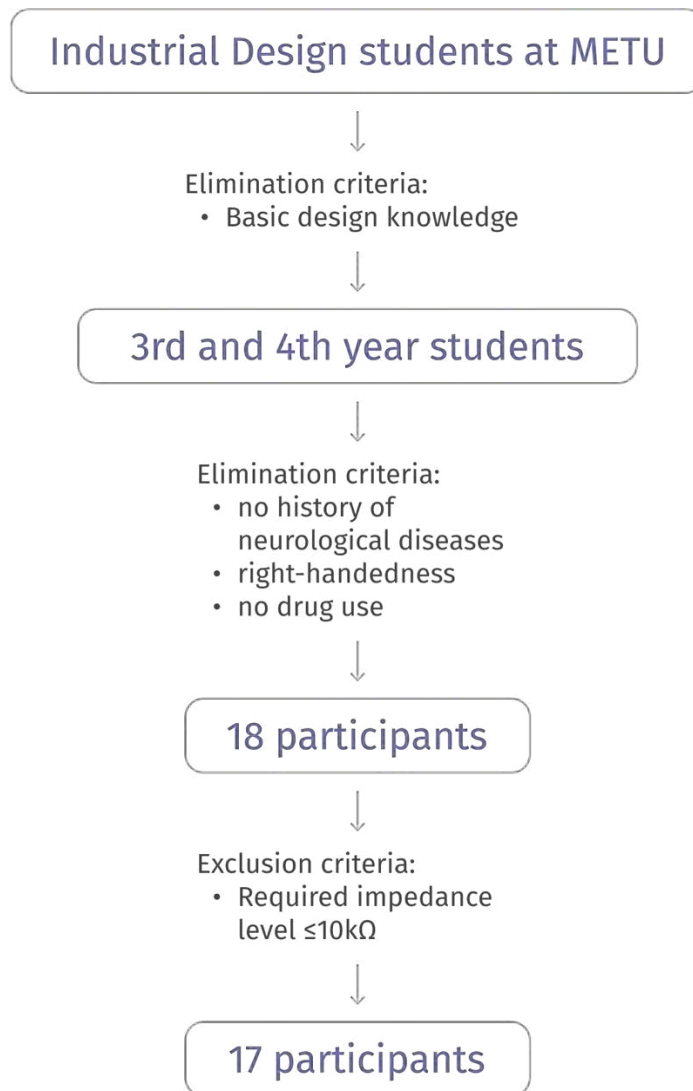 Industrial Design students at METU
Elimination criteria:
• Basic design knowledge
3rd and 4th year students
Elimination criteria:
• no history of
neurological diseases
• right-handedness
• no drug use
18 participants
Exclusion criteria:
• Required impedance
level ≤10kΩ
17 participants